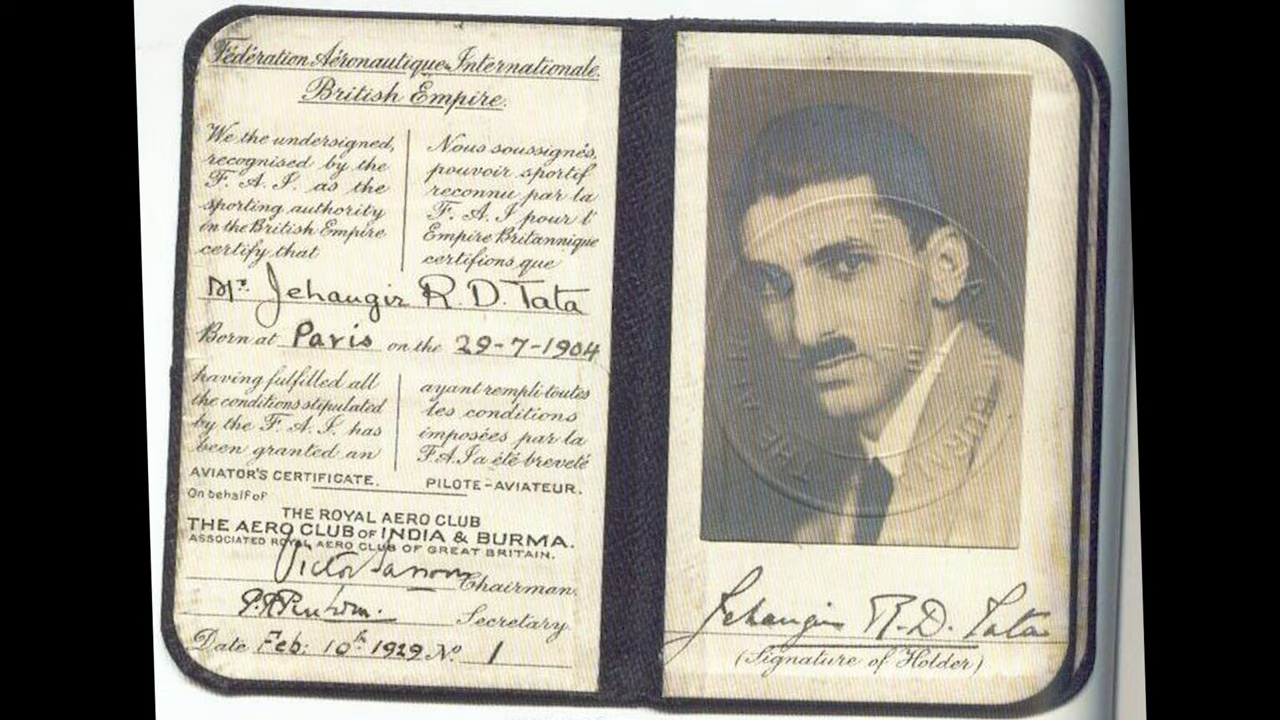 Fédération Aéronautique Internationale.
British Empire.
We the undersigned,
recognised by the
F. A. I. as the
sporting authority
in the British Empire
certify that
Nous soussignés,
pouvoir sportif
reconnu par la
F. A. I pour l'
Empire Britannique
certifions que
Mr. Jehangir R.D. Tata
Born at Paris on the 29-7-1904
having fulfilled all
the conditions stipulated
by the F. A. I. has
been granted an
AVIATOR'S CERTIFICATE.
ayant rempli toutes
les conditions
imposées par la
F.A.I a été breveté
PILOTE-AVIATEUR.
On behalf of
THE ROYAL AERO CLUB
THE AERO CLUB OF INDIA & BURMA.
ASSOCIATED ROYAL AERO CLUB OF GREAT BRITAIN.
Victor Chairman.
Secretary
Date Feb: 10th 1929 No. 1
Jehangir R.D. Tata
(Signature of Holder)